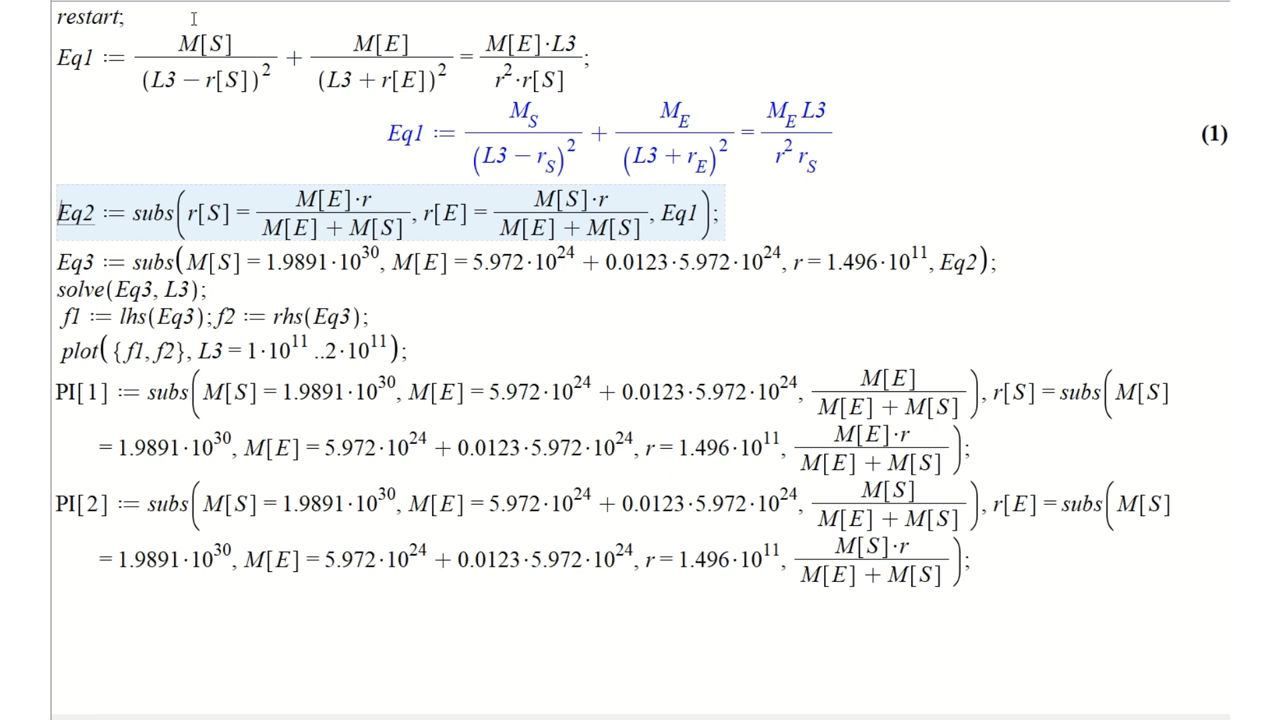 restart;
Eq1 := M[S]/(L3 − r[S])^2 + M[E]/(L3 + r[E])^2 = M[E]·L3/r^2·r[S];
Eq1 := M_S/(L3 − r_S)^2 + M_E/(L3 + r_E)^2 = M_E L3/r^2 r_S (1)
Eq2 := subs(r[S] = M[E]·r/M[E] + M[S], r[E] = M[S]·r/M[E] + M[S], Eq1);
Eq3 := subs(M[S] = 1.9891·10^30, M[E] = 5.972·10^24 + 0.0123·5.972·10^24, r = 1.496·10^11, Eq2);
solve(Eq3, L3);
f1 := lhs(Eq3); f2 := rhs(Eq3);
plot({f1, f2}, L3 = 1·10^11 ..2·10^11);
PI[1] := subs(M[S] = 1.9891·10^30, M[E] = 5.972·10^24 + 0.0123·5.972·10^24, M[E]/M[E] + M[S]), r[S] = subs(M[S]
= 1.9891·10^30, M[E] = 5.972·10^24 + 0.0123·5.972·10^24, r = 1.496·10^11, M[E]·r/M[E] + M[S]);
PI[2] := subs(M[S] = 1.9891·10^30, M[E] = 5.972·10^24 + 0.0123·5.972·10^24, M[S]/M[E] + M[S]), r[E] = subs(M[S]
= 1.9891·10^30, M[E] = 5.972·10^24 + 0.0123·5.972·10^24, r = 1.496·10^11, M[S]·r/M[E] + M[S]);